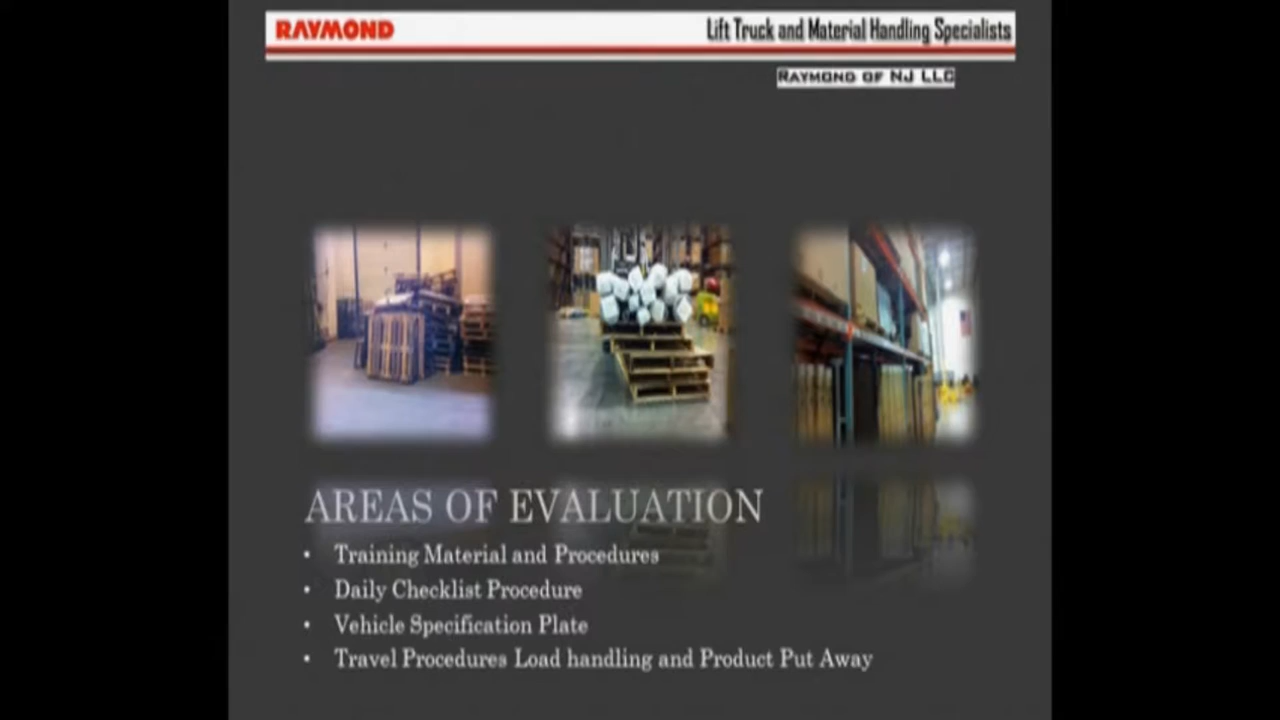 RAYMOND
Lift Truck and Material Handling Specialists
RAYMOND OF NJ LLC
AREAS OF EVALUATION
• Training Material and Procedures
• Daily Checklist Procedure
• Vehicle Specification Plate
• Travel Procedures Load handling and Product Put Away